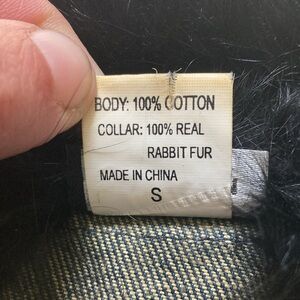 BODY: 100% COTTON
COLLAR: 100% REAL
RABBIT FUR
MADE IN CHINA
S